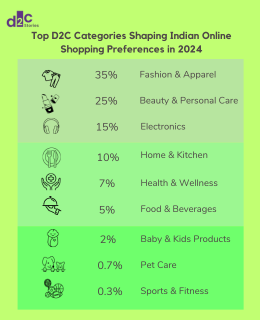 d2c
Stories
Top D2C Categories Shaping Indian Online
Shopping Preferences in 2024
35% Fashion & Apparel
25% Beauty & Personal Care
15% Electronics
10% Home & Kitchen
7% Health & Wellness
5% Food & Beverages
2% Baby & Kids Products
0.7% Pet Care
0.3% Sports & Fitness